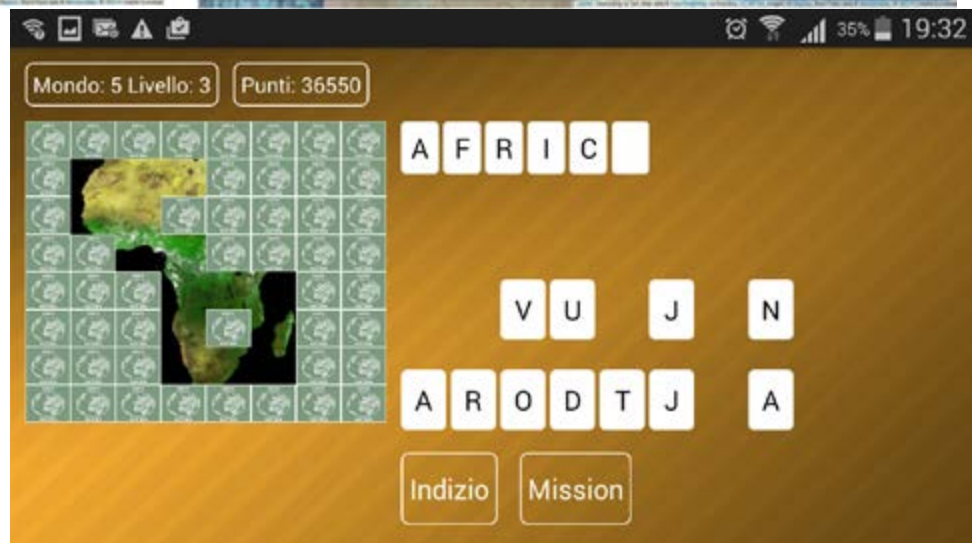 35% 19:32
Mondo: 5 Livello: 3 Punti: 36550
A F R I C
V U J N
A R O D T J A
Indizio Mission